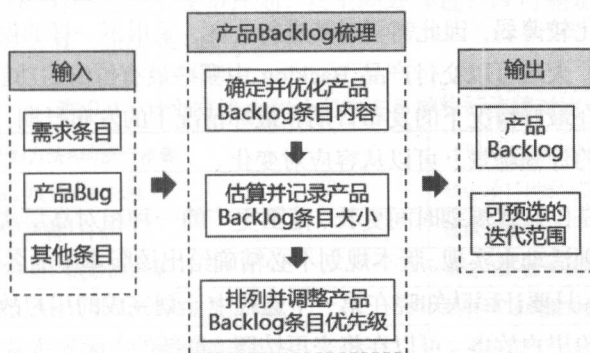 产品Backlog梳理
输入
需求条目
产品Bug
其他条目
确定并优化产品
Backlog条目内容
估算并记录产品
Backlog条目大小
排列并调整产品
Backlog条目优先级
输出
产品
Backlog
可预选的
迭代范围